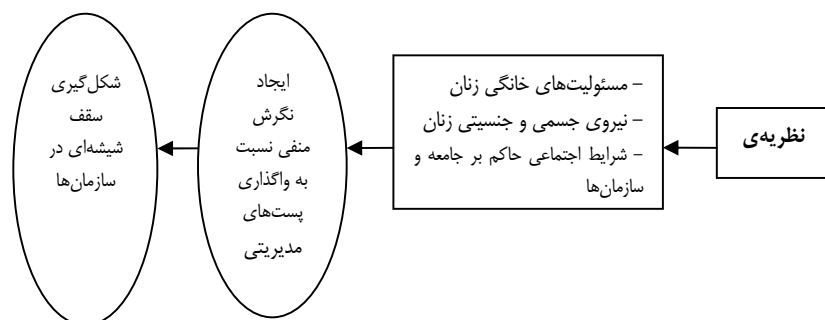 نظریه‌ی
– مسئولیت‌های خانگی زنان
– نیروی جسمی و جنسیتی زنان
– شرایط اجتماعی حاکم بر جامعه و
سازمان‌ها
ایجاد
نگرش
منفی نسبت
به واگذاری
پست‌های
مدیریتی
شکل‌گیری
سقف
شیشه‌ای در
سازمان‌ها